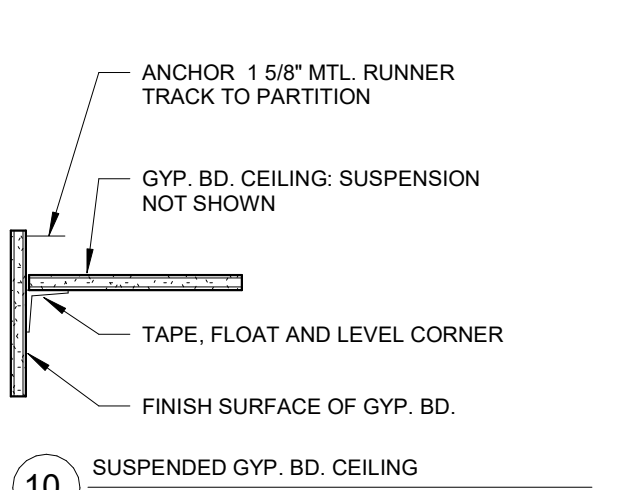 ANCHOR 1 5/8" MTL. RUNNER
TRACK TO PARTITION
GYP. BD. CEILING: SUSPENSION
NOT SHOWN
TAPE, FLOAT AND LEVEL CORNER
FINISH SURFACE OF GYP. BD.
10
SUSPENDED GYP. BD. CEILING